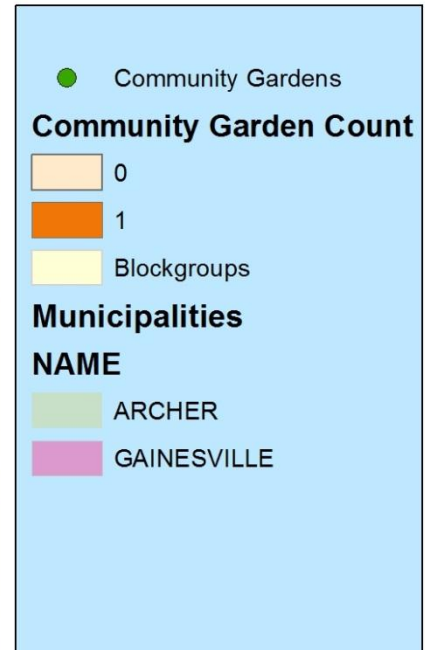 Community Gardens
Community Garden Count
0
1
Blockgroups
Municipalities
NAME
ARCHER
GAINESVILLE